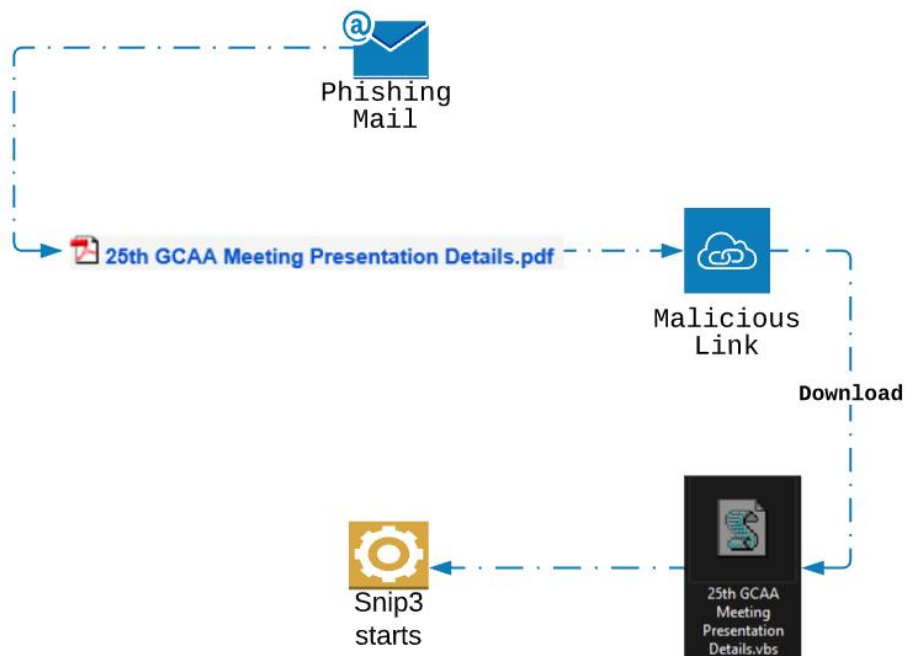 @
Phishing
Mail
25th GCAA Meeting Presentation Details.pdf
Malicious
Link
Download
25th GCAA
Meeting
Presentation
Details.vbs
Snip3
starts